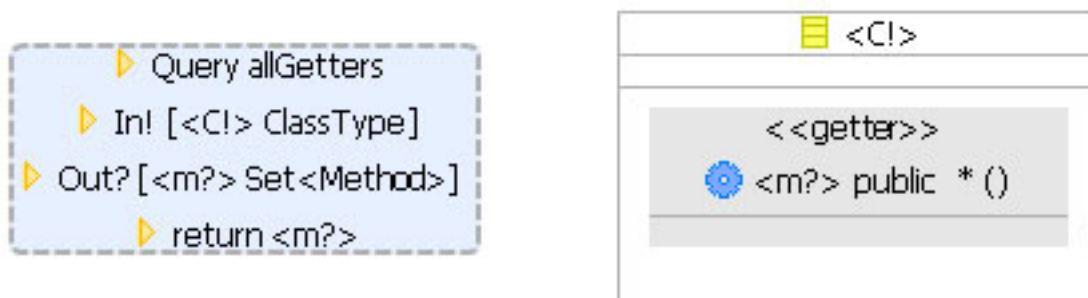 Query allGetters
In! [<C!> ClassType]
Out? [<m?> Set<Method>]
return <m?>
<C!>
<<getter>>
<m?> public * ()